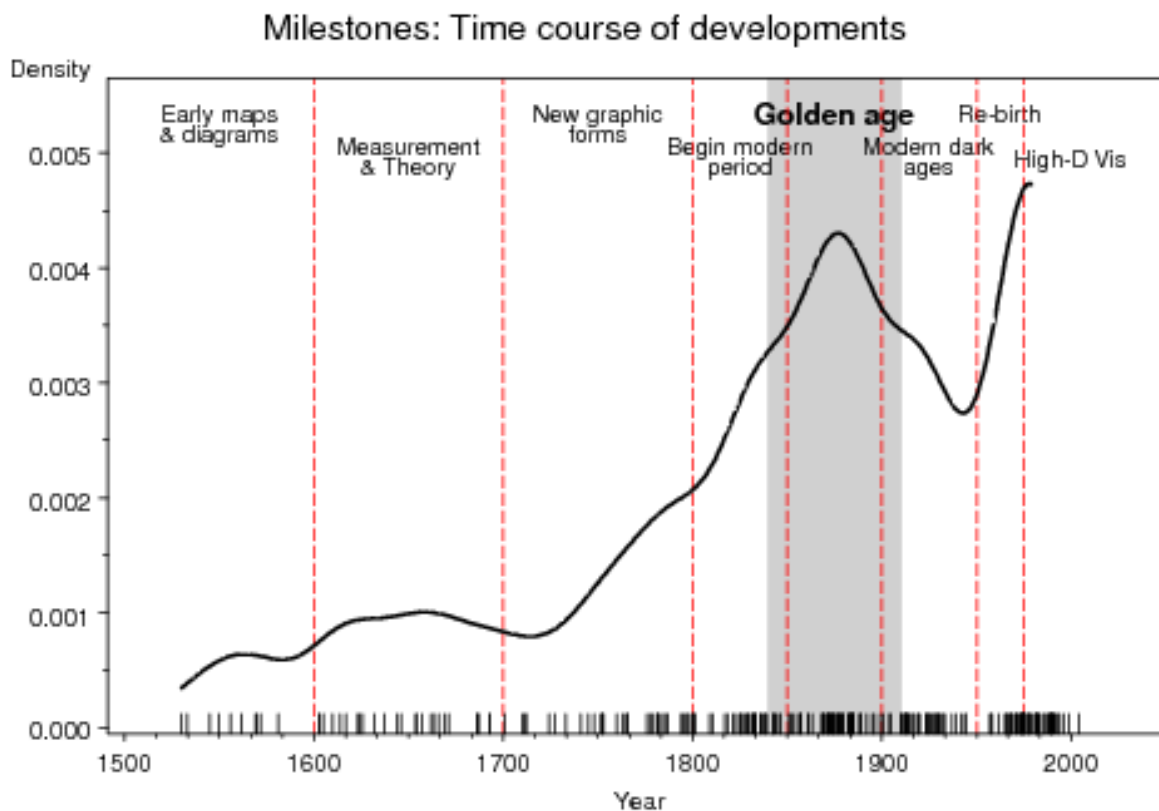 Milestones: Time course of developments
Density
Early maps
& diagrams
Measurement
& Theory
New graphic
forms
Begin modern
period
Golden age
Modern dark
ages
Re-birth
High-D Vis
0.005
0.004
0.003
0.002
0.001
0.000
1500
1600
1700
1800
1900
2000
Year